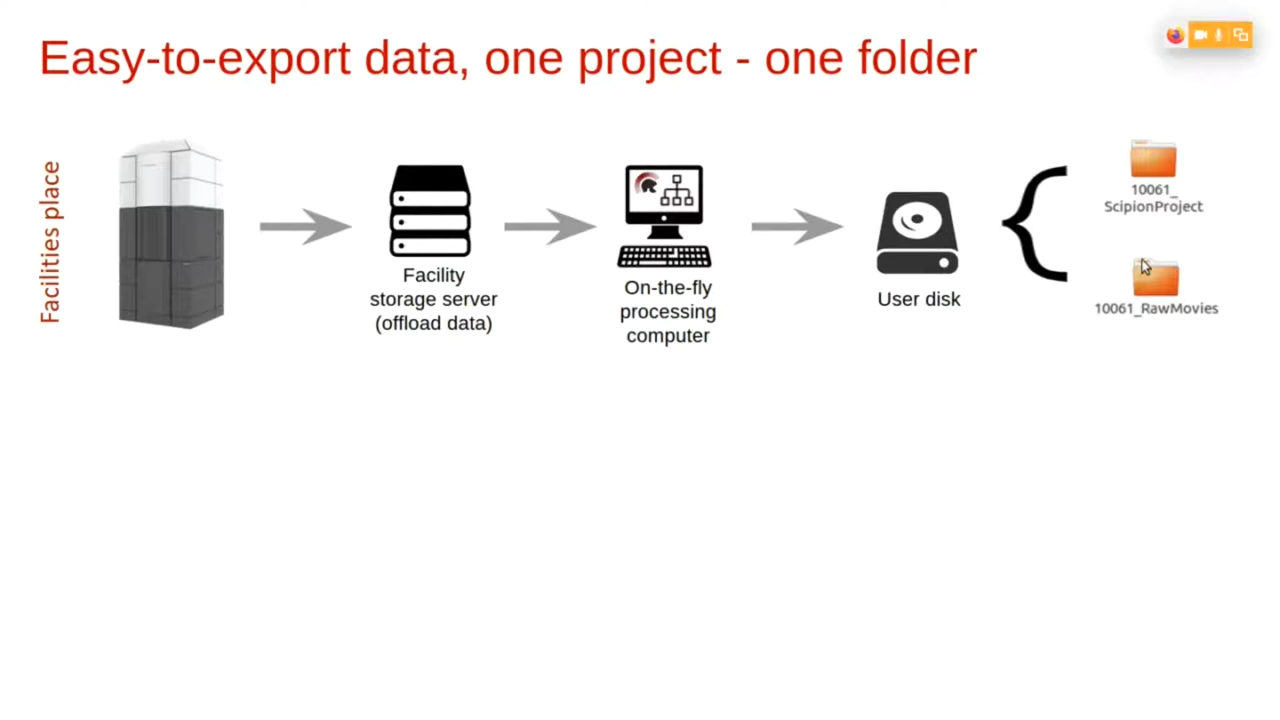 Easy-to-export data, one project - one folder
Facilities place
Facility
storage server
(offload data)
On-the-fly
processing
computer
User disk
10061_
ScipionProject
10061_RawMovies